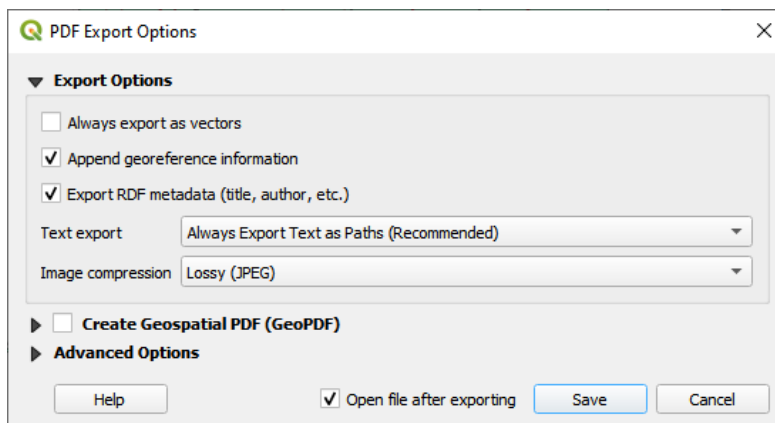 PDF Export Options
Export Options
Always export as vectors
Append georeference information
Export RDF metadata (title, author, etc.)
Text export Always Export Text as Paths (Recommended)
Image compression Lossy (JPEG)
Create Geospatial PDF (GeoPDF)
Advanced Options
Help Open file after exporting Save Cancel